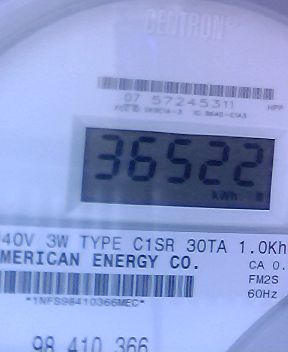 CENTRON®
07 57245311
36522
kWh
40V 3W TYPE C1SR 30TA 1.0Kh
MERICAN ENERGY CO.
CA 0.
FM2S
60Hz
*1NFS98410366MEC*
98 410 366